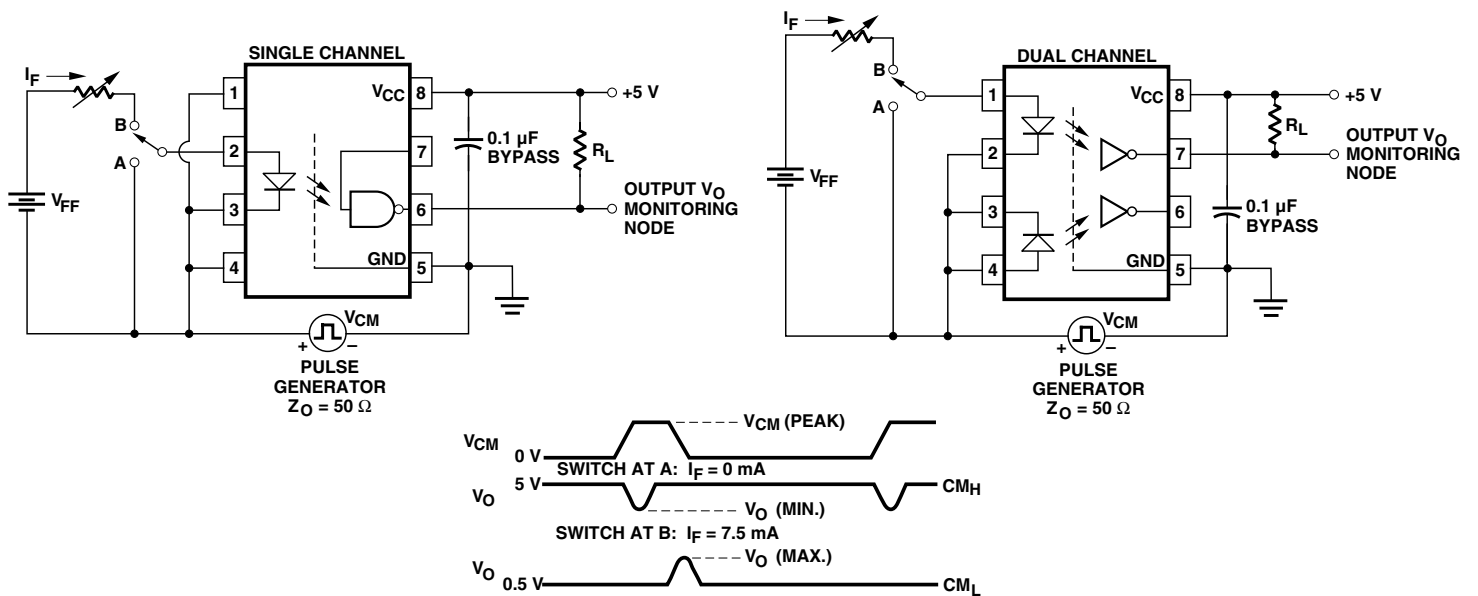 SINGLE CHANNEL
I_F
B
A
V_FF
1
2
3
4
V_CC 8
7
6
GND 5
0.1 µF
BYPASS
R_L
+5 V
OUTPUT V_O
MONITORING
NODE
V_CM
+ –
PULSE
GENERATOR
Z_O = 50 Ω
DUAL CHANNEL
I_F
B
A
V_FF
1
2
3
4
V_CC 8
7
6
GND 5
R_L
+5 V
OUTPUT V_O
MONITORING
NODE
0.1 µF
BYPASS
V_CM
+ –
PULSE
GENERATOR
Z_O = 50 Ω
V_CM (PEAK)
V_CM
0 V
SWITCH AT A: I_F = 0 mA
V_O 5 V CM_H
V_O (MIN.)
SWITCH AT B: I_F = 7.5 mA
V_O (MAX.)
V_O 0.5 V CM_L